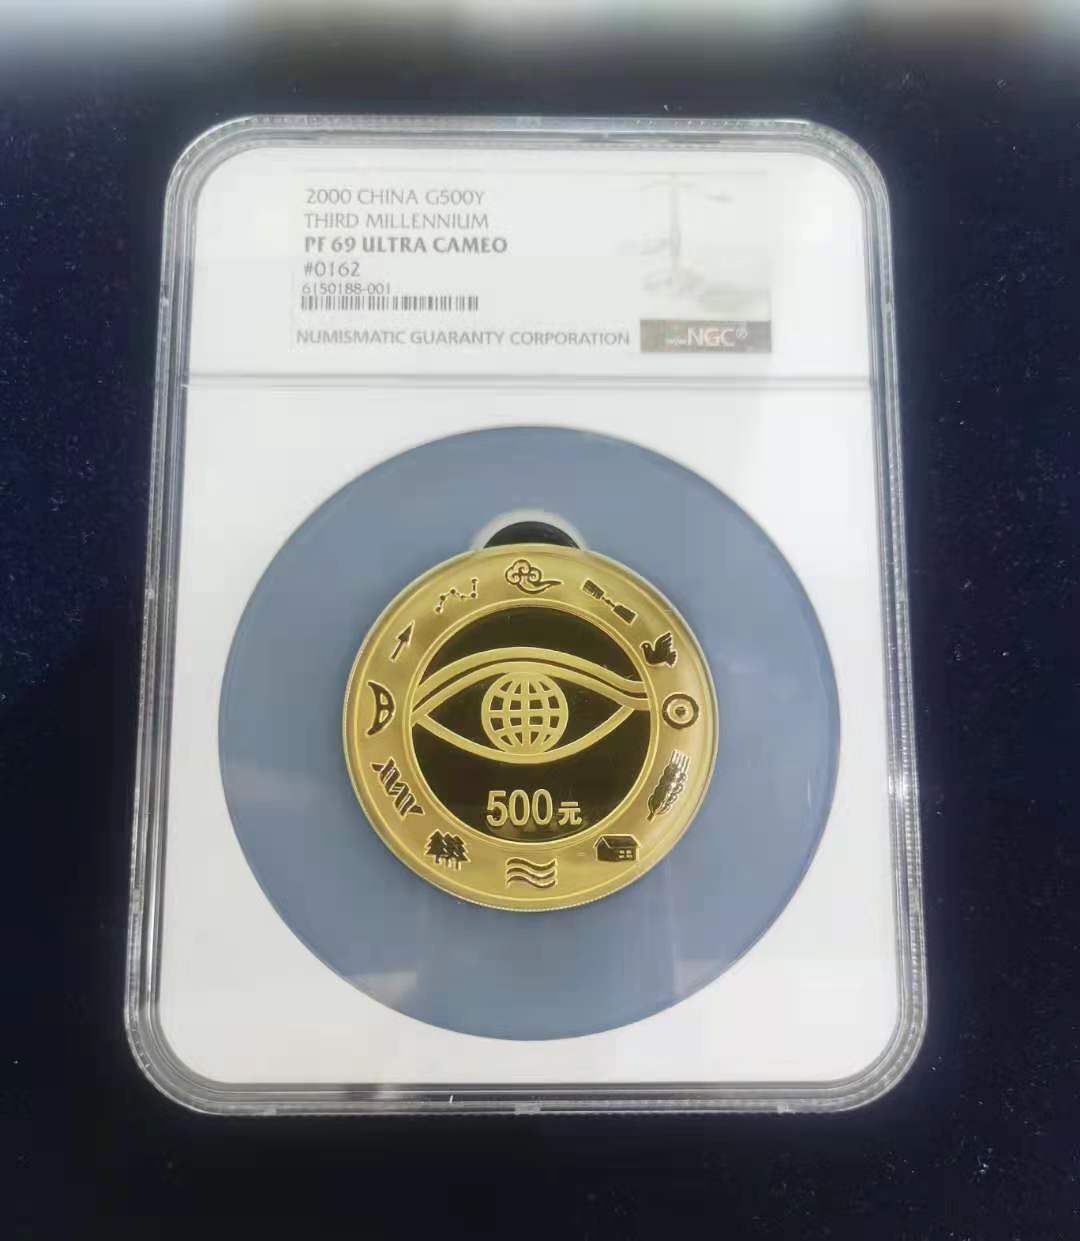 2000 CHINA G500Y
THIRD MILLENNIUM
PF 69 ULTRA CAMEO
#0162
6150188-001
NUMISMATIC GUARANTY CORPORATION
NGC®
500元